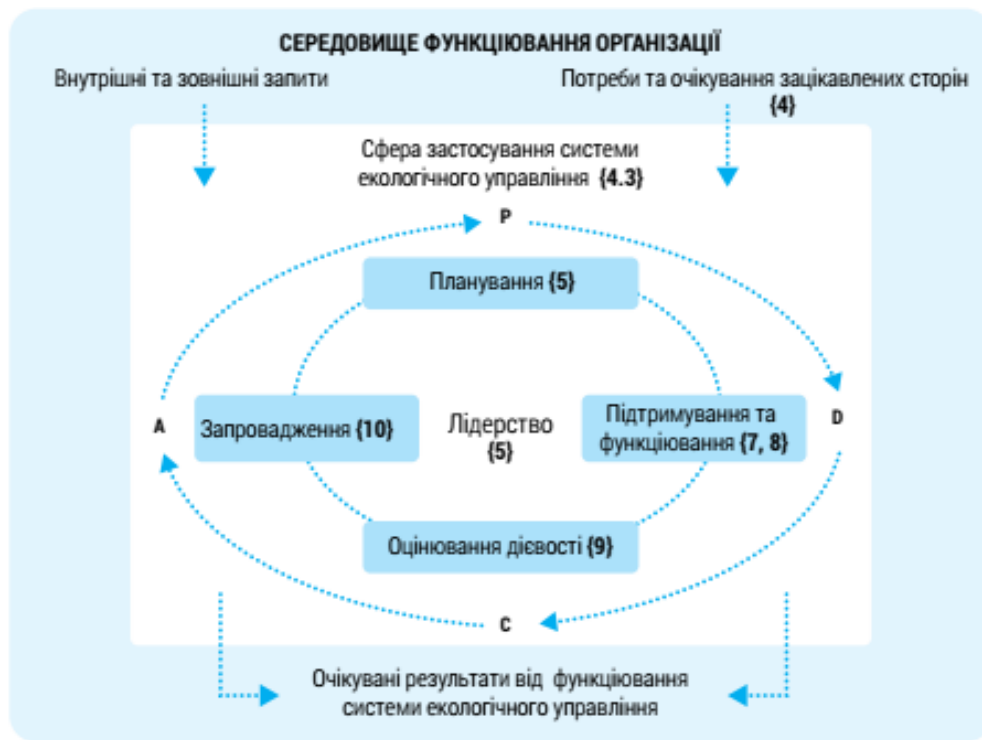 СЕРЕДОВИЩЕ ФУНКЦІЮВАННЯ ОРГАНІЗАЦІЇ
Внутрішні та зовнішні запити
Потреби та очікування зацікавлених сторін
{4}
Сфера застосування системи
екологічного управління {4.3}
P
Планування {5}
A
Запровадження {10}
Лідерство
{5}
Підтримування та
функціювання {7, 8}
D
Оцінювання дієвості {9}
C
Очікувані результати від функціювання
системи екологічного управління